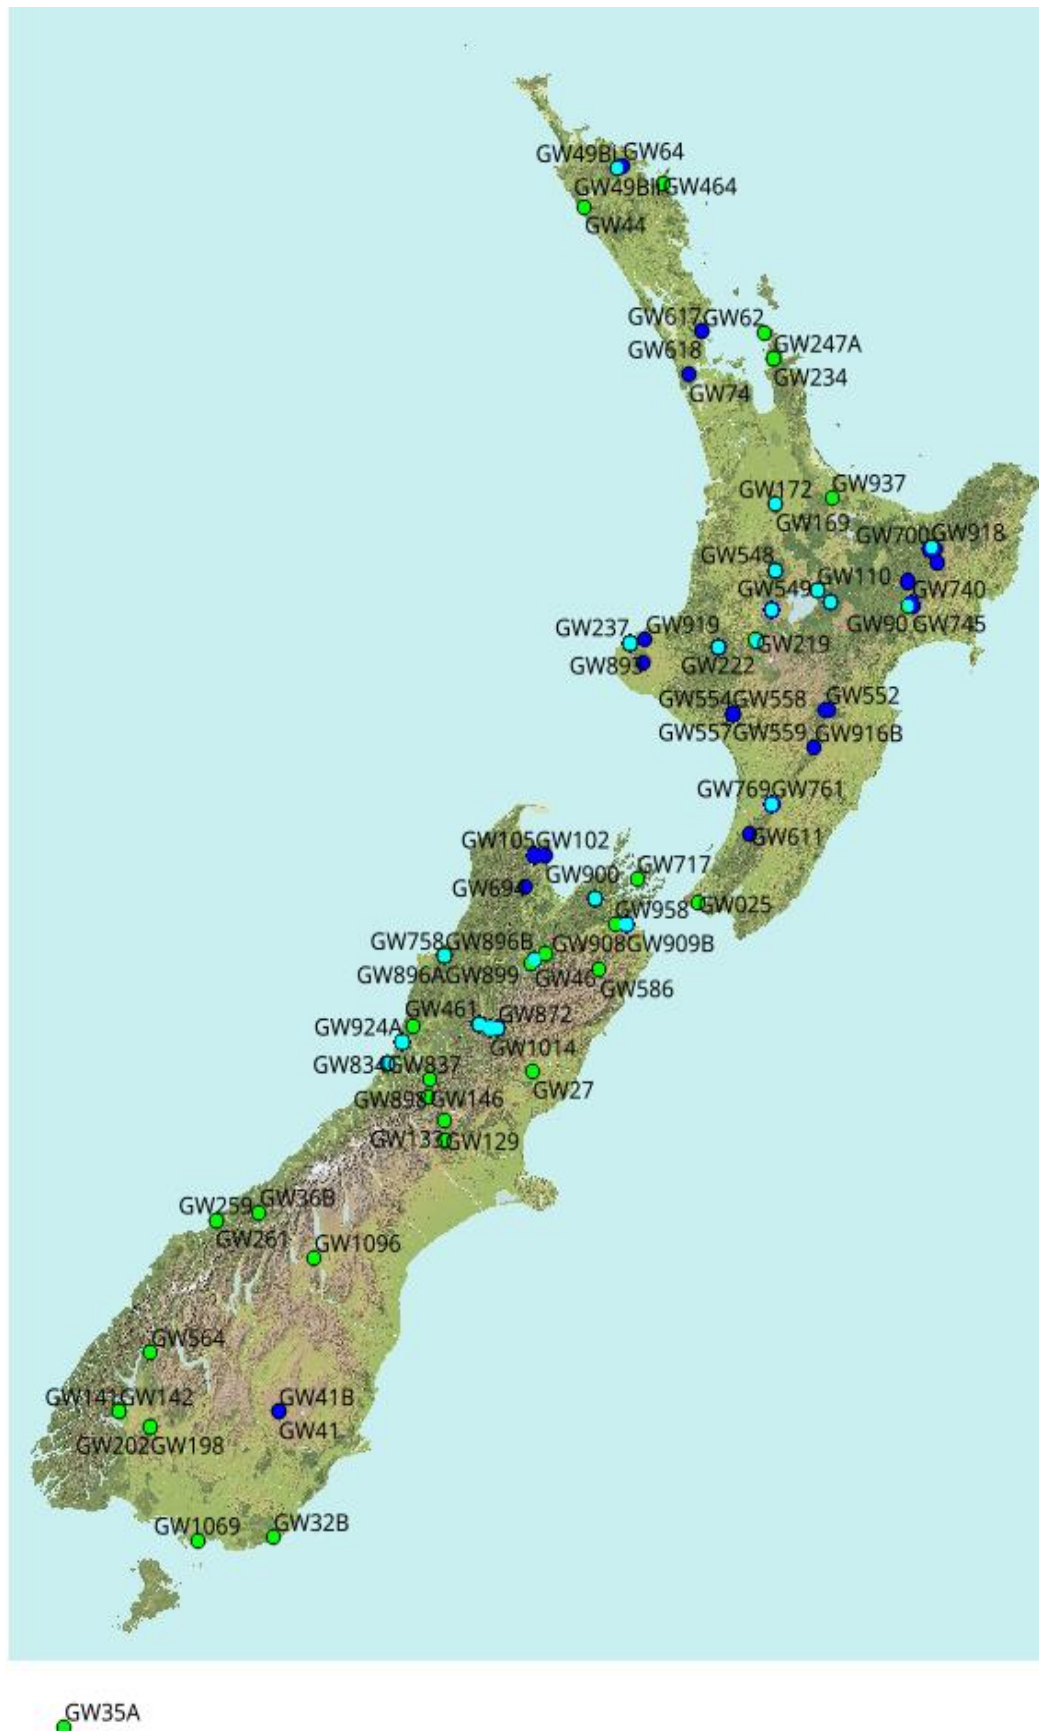 GW49Bi GW64
GW49BII GW464
GW44
GW617 GW62
GW618
GW247A
GW74 GW234
GW172 GW937
GW169
GW700 GW918
GW548
GW549 GW110 GW740
GW90 GW745
GW237 GW919
GW219
GW893 GW222
GW554 GW558 GW552
GW557 GW559 GW916B
GW769 GW761
GW611
GW105 GW102
GW900 GW717
GW694
GW025
GW958
GW758 GW896B GW908 GW909B
GW896A GW899 GW46
GW586
GW461
GW924A GW872
GW1014
GW834 GW837
GW27
GW898 GW146
GW133 GW129
GW259 GW36B
GW261
GW1096
GW564
GW141 GW142 GW41B
GW41
GW202 GW198
GW1069 GW32B
GW35A